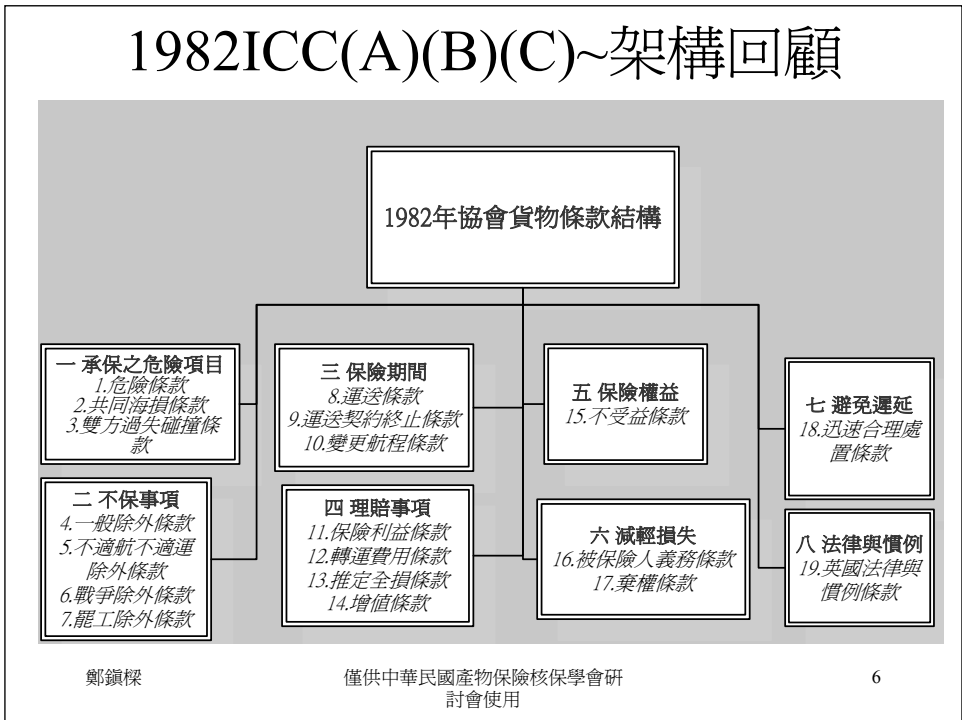 1982ICC(A)(B)(C)~架構回顧
1982年協會貨物條款結構
一 承保之危險項目
1.危險條款
2.共同海損條款
3.雙方過失碰撞條
款
二 不保事項
4.一般除外條款
5.不適航不適運
除外條款
6.戰爭除外條款
7.罷工除外條款
三 保險期間
8.運送條款
9.運送契約終止條款
10.變更航程條款
四 理賠事項
11.保險利益條款
12.轉運費用條款
13.推定全損條款
14.增值條款
五 保險權益
15.不受益條款
六 減輕損失
16.被保險人義務條款
17.棄權條款
七 避免遲延
18.迅速合理處
置條款
八 法律與慣例
19.英國法律與
慣例條款
鄭鎭樑
僅供中華民國產物保險核保學會研
討會使用
6